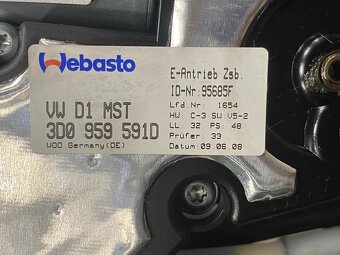 Webasto
VW D1 MST
3D0 959 591D
WOD Germany(DE)
E-Antrieb Zsb.
ID-Nr:95685F
Lfd Nr: 1654
HW: C-3 SW:V5-2
LL: 32 PS: 48
Prüfer: 33
Datum:09.06.08